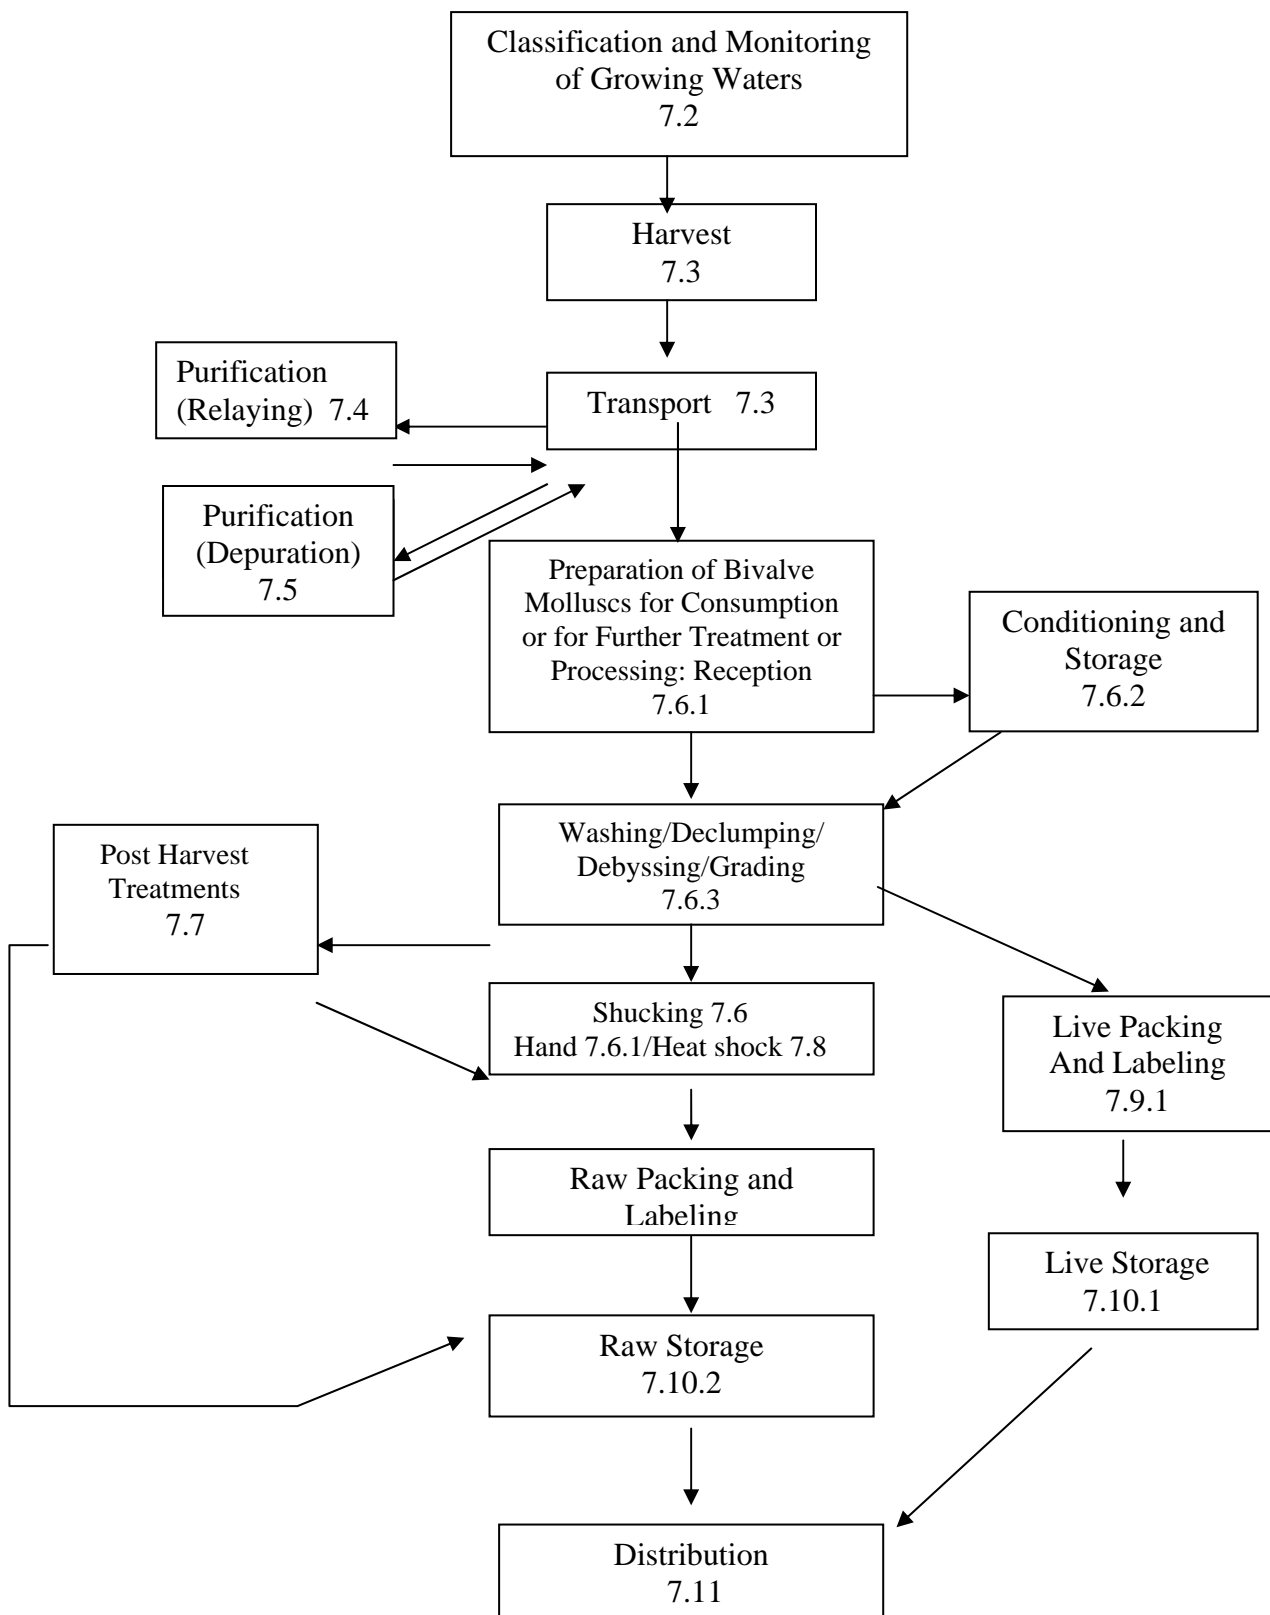 Classification and Monitoring
of Growing Waters
7.2
Harvest
7.3
Purification
(Relaying) 7.4
Transport 7.3
Purification
(Depuration)
7.5
Preparation of Bivalve
Molluscs for Consumption
or for Further Treatment or
Processing: Reception
7.6.1
Conditioning and
Storage
7.6.2
Washing/Declumping/
Debyssing/Grading
7.6.3
Post Harvest
Treatments
7.7
Shucking 7.6
Hand 7.6.1/Heat shock 7.8
Live Packing
And Labeling
7.9.1
Raw Packing and
Labeling
Live Storage
7.10.1
Raw Storage
7.10.2
Distribution
7.11